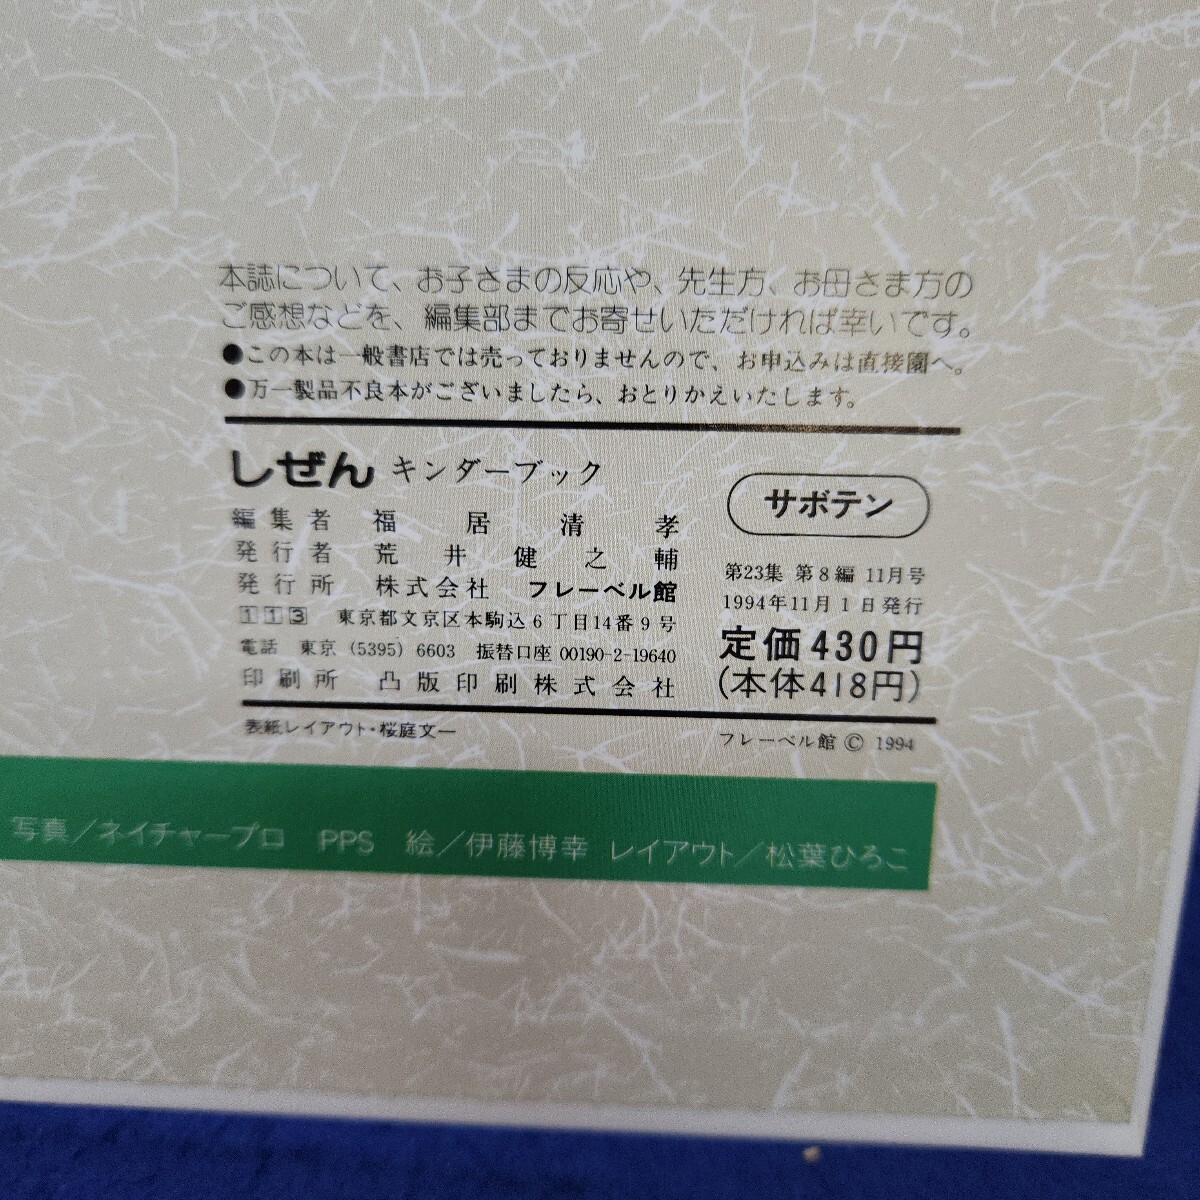 本誌について、お子さまの反応や、先生方、お母さま方の
ご感想などを、編集部までお寄せいただければ幸いです。
●この本は一般書店では売っておりませんので、お申込みは直接園へ。
●万一製品不良本がございましたら、おとりかえいたします。
しぜん キンダーブック
編集者 福居清孝
発行者 荒井健之輔
発行所 株式会社 フレーベル館
113 東京都文京区本駒込6丁目14番9号
電話 東京 (5395) 6603 振替口座 00190-2-19640
印刷所 凸版印刷株式会社
サボテン
第23集 第8編 11月号
1994年11月1日発行
定価430円
(本体418円)
表紙レイアウト・桜庭文一
フレーベル館 © 1994
写真/ネイチャープロ PPS 絵/伊藤博幸 レイアウト/松葉ひろこ